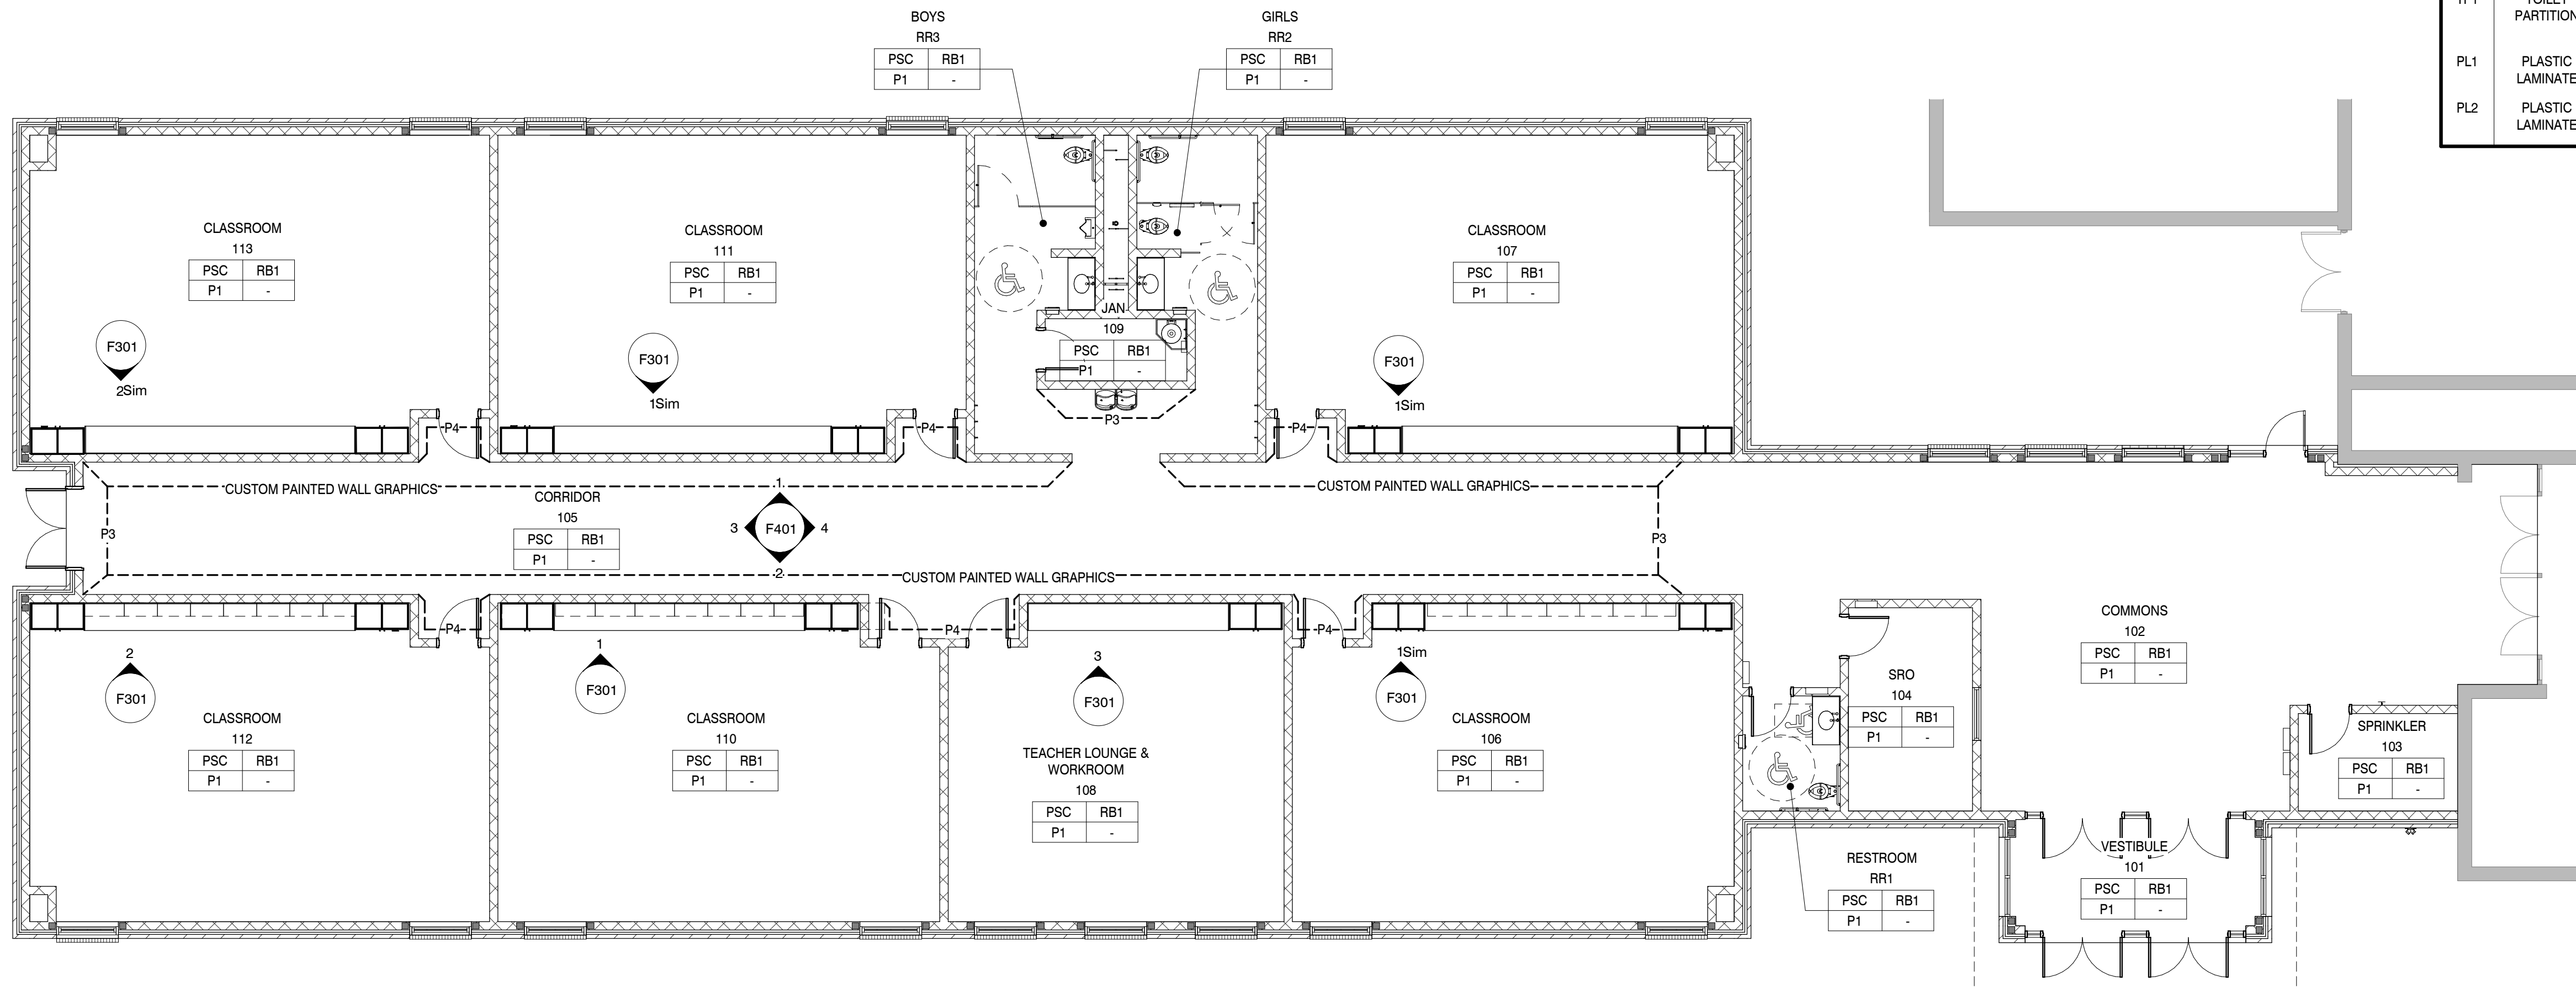 BOYS
RR3
PSC RB1
P1 -
GIRLS
RR2
PSC RB1
P1 -
PARTITION
PL1 PLASTIC
LAMINATE
PL2 PLASTIC
LAMINATE
CLASSROOM
113
PSC RB1
P1 -
F301
2Sim
CLASSROOM
111
PSC RB1
P1 -
F301
1Sim
JAN
109
PSC RB1
P1 -
P3
CLASSROOM
107
PSC RB1
P1 -
F301
1Sim
P4
P4
P4
CUSTOM PAINTED WALL GRAPHICS
CUSTOM PAINTED WALL GRAPHICS
CORRIDOR
105
PSC RB1
P1 -
P3
1
3 F401 4
2
P3
CUSTOM PAINTED WALL GRAPHICS
P4
P4
P4
2
F301
CLASSROOM
112
PSC RB1
P1 -
1
F301
CLASSROOM
110
PSC RB1
P1 -
3
F301
TEACHER LOUNGE &
WORKROOM
108
PSC RB1
P1 -
1Sim
F301
CLASSROOM
106
PSC RB1
P1 -
SRO
104
PSC RB1
P1 -
COMMONS
102
PSC RB1
P1 -
SPRINKLER
103
PSC RB1
P1 -
RESTROOM
RR1
PSC RB1
P1 -
VESTIBULE
101
PSC RB1
P1 -